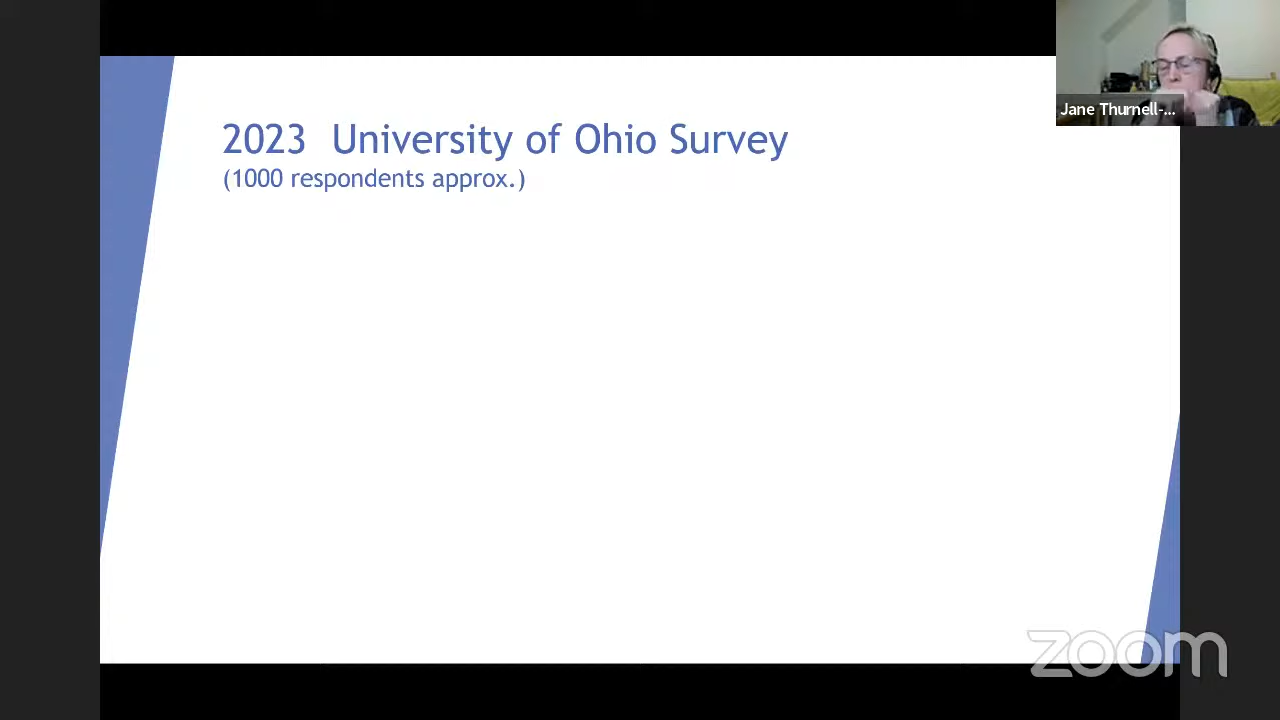 2023 University of Ohio Survey
(1000 respondents approx.)
Jane Thurnell-...
zoom